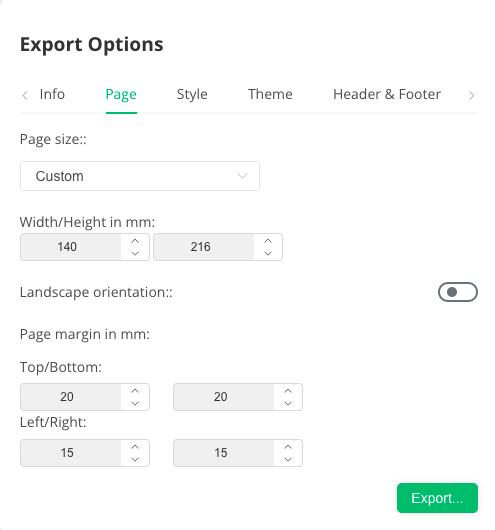 Export Options
Info Page Style Theme Header & Footer
Page size::
Custom
Width/Height in mm:
140 216
Landscape orientation::
Page margin in mm:
Top/Bottom:
20 20
Left/Right:
15 15
Export...